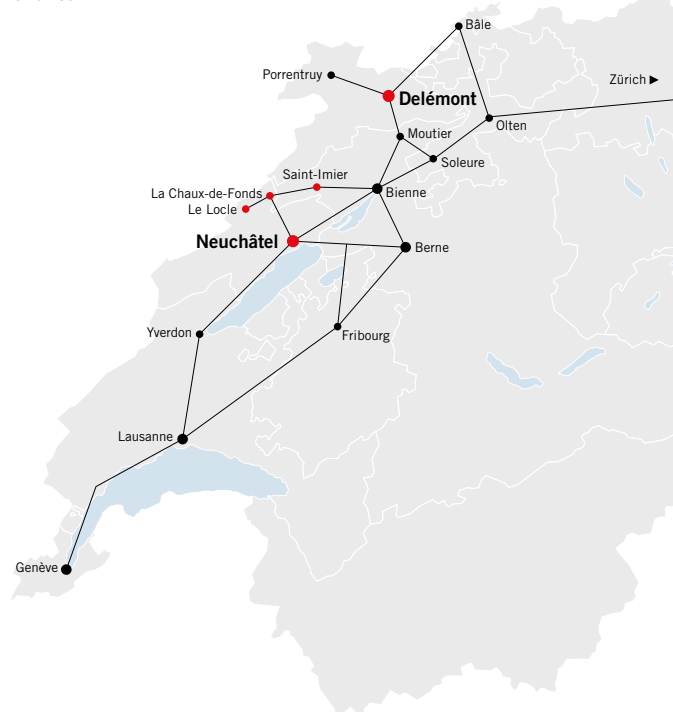 Bâle
Porrentruy
Zürich ▶
Delémont
Olten
Moutier
Soleure
Saint-Imier
La Chaux-de-Fonds
Bienne
Le Locle
Neuchâtel
Berne
Yverdon
Fribourg
Lausanne
Genève